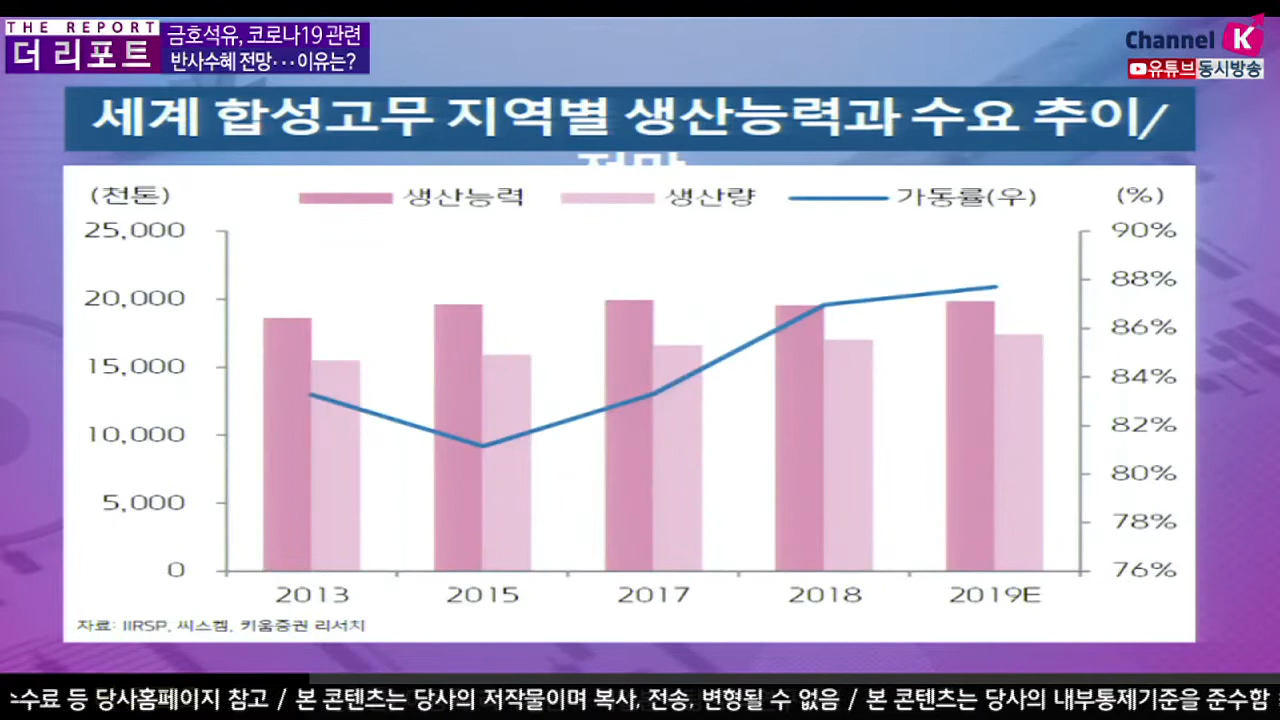 THE REPORT
더 리포트
금호석유, 코로나19 관련
반사수혜 전망···이유는?
Channel K
유튜브 동시방송
세계 합성고무 지역별 생산능력과 수요 추이/
전망
(천톤) 생산능력 생산량 가동률(우) (%)
25,000 90%
20,000 88%
15,000 86%
10,000 84%
5,000 82%
0 80%
78%
76%
2013 2015 2017 2018 2019E
자료: IIRSP, 씨스켐, 키움증권 리서치
수료 등 당사홈페이지 참고 / 본 콘텐츠는 당사의 저작물이며 복사, 전송, 변형될 수 없음 / 본 콘텐츠는 당사의 내부통제기준을 준수함